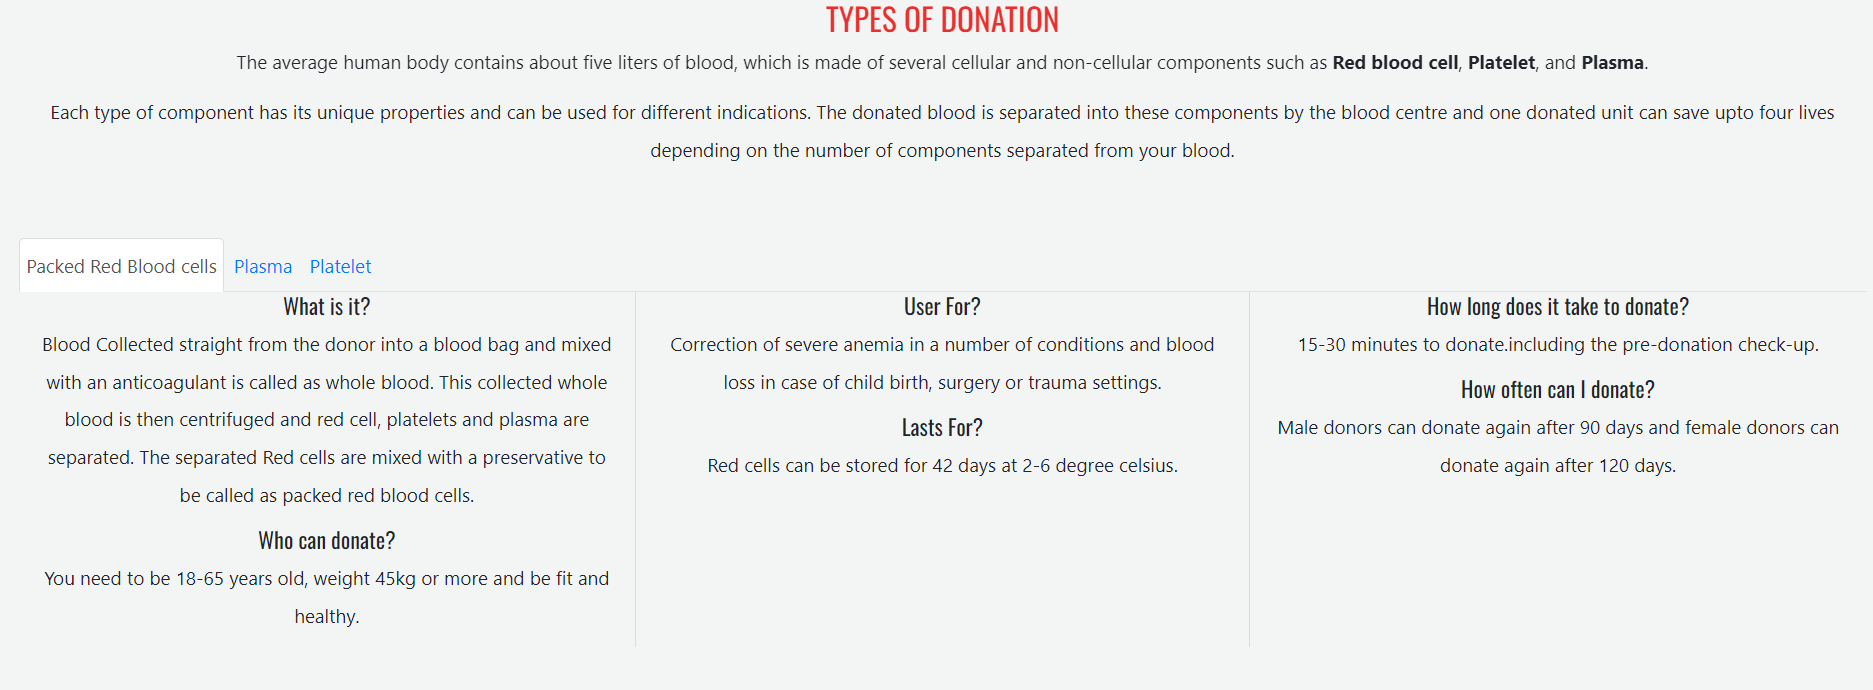 TYPES OF DONATION
The average human body contains about five liters of blood, which is made of several cellular and non-cellular components such as Red blood cell, Platelet, and Plasma.
Each type of component has its unique properties and can be used for different indications. The donated blood is separated into these components by the blood centre and one donated unit can save upto four lives
depending on the number of components separated from your blood.
Packed Red Blood cells Plasma Platelet
What is it?
Blood Collected straight from the donor into a blood bag and mixed
with an anticoagulant is called as whole blood. This collected whole
blood is then centrifuged and red cell, platelets and plasma are
separated. The separated Red cells are mixed with a preservative to
be called as packed red blood cells.
Who can donate?
You need to be 18-65 years old, weight 45kg or more and be fit and
healthy.
User For?
Correction of severe anemia in a number of conditions and blood
loss in case of child birth, surgery or trauma settings.
Lasts For?
Red cells can be stored for 42 days at 2-6 degree celsius.
How long does it take to donate?
15-30 minutes to donate.including the pre-donation check-up.
How often can I donate?
Male donors can donate again after 90 days and female donors can
donate again after 120 days.